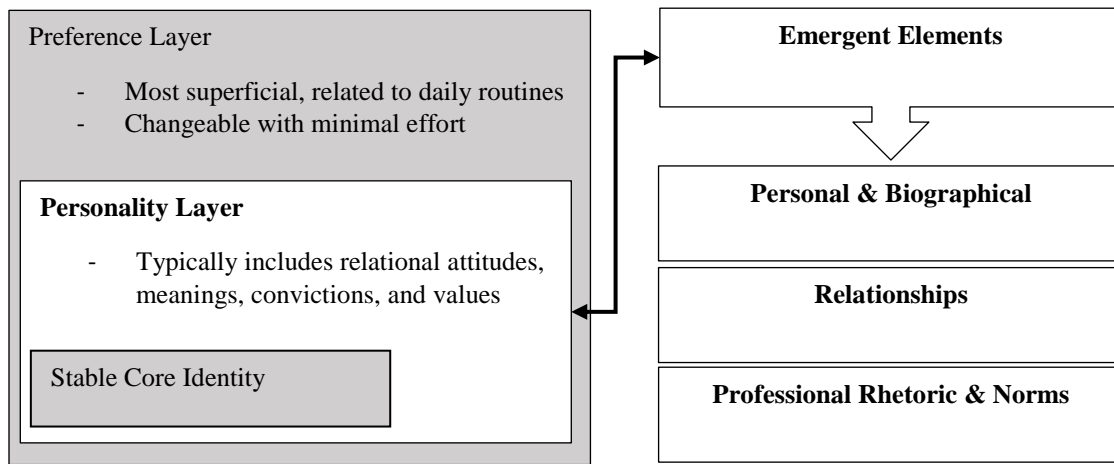 Preference Layer
- Most superficial, related to daily routines
- Changeable with minimal effort
Personality Layer
- Typically includes relational attitudes,
meanings, convictions, and values
Stable Core Identity
Emergent Elements
Personal & Biographical
Relationships
Professional Rhetoric & Norms